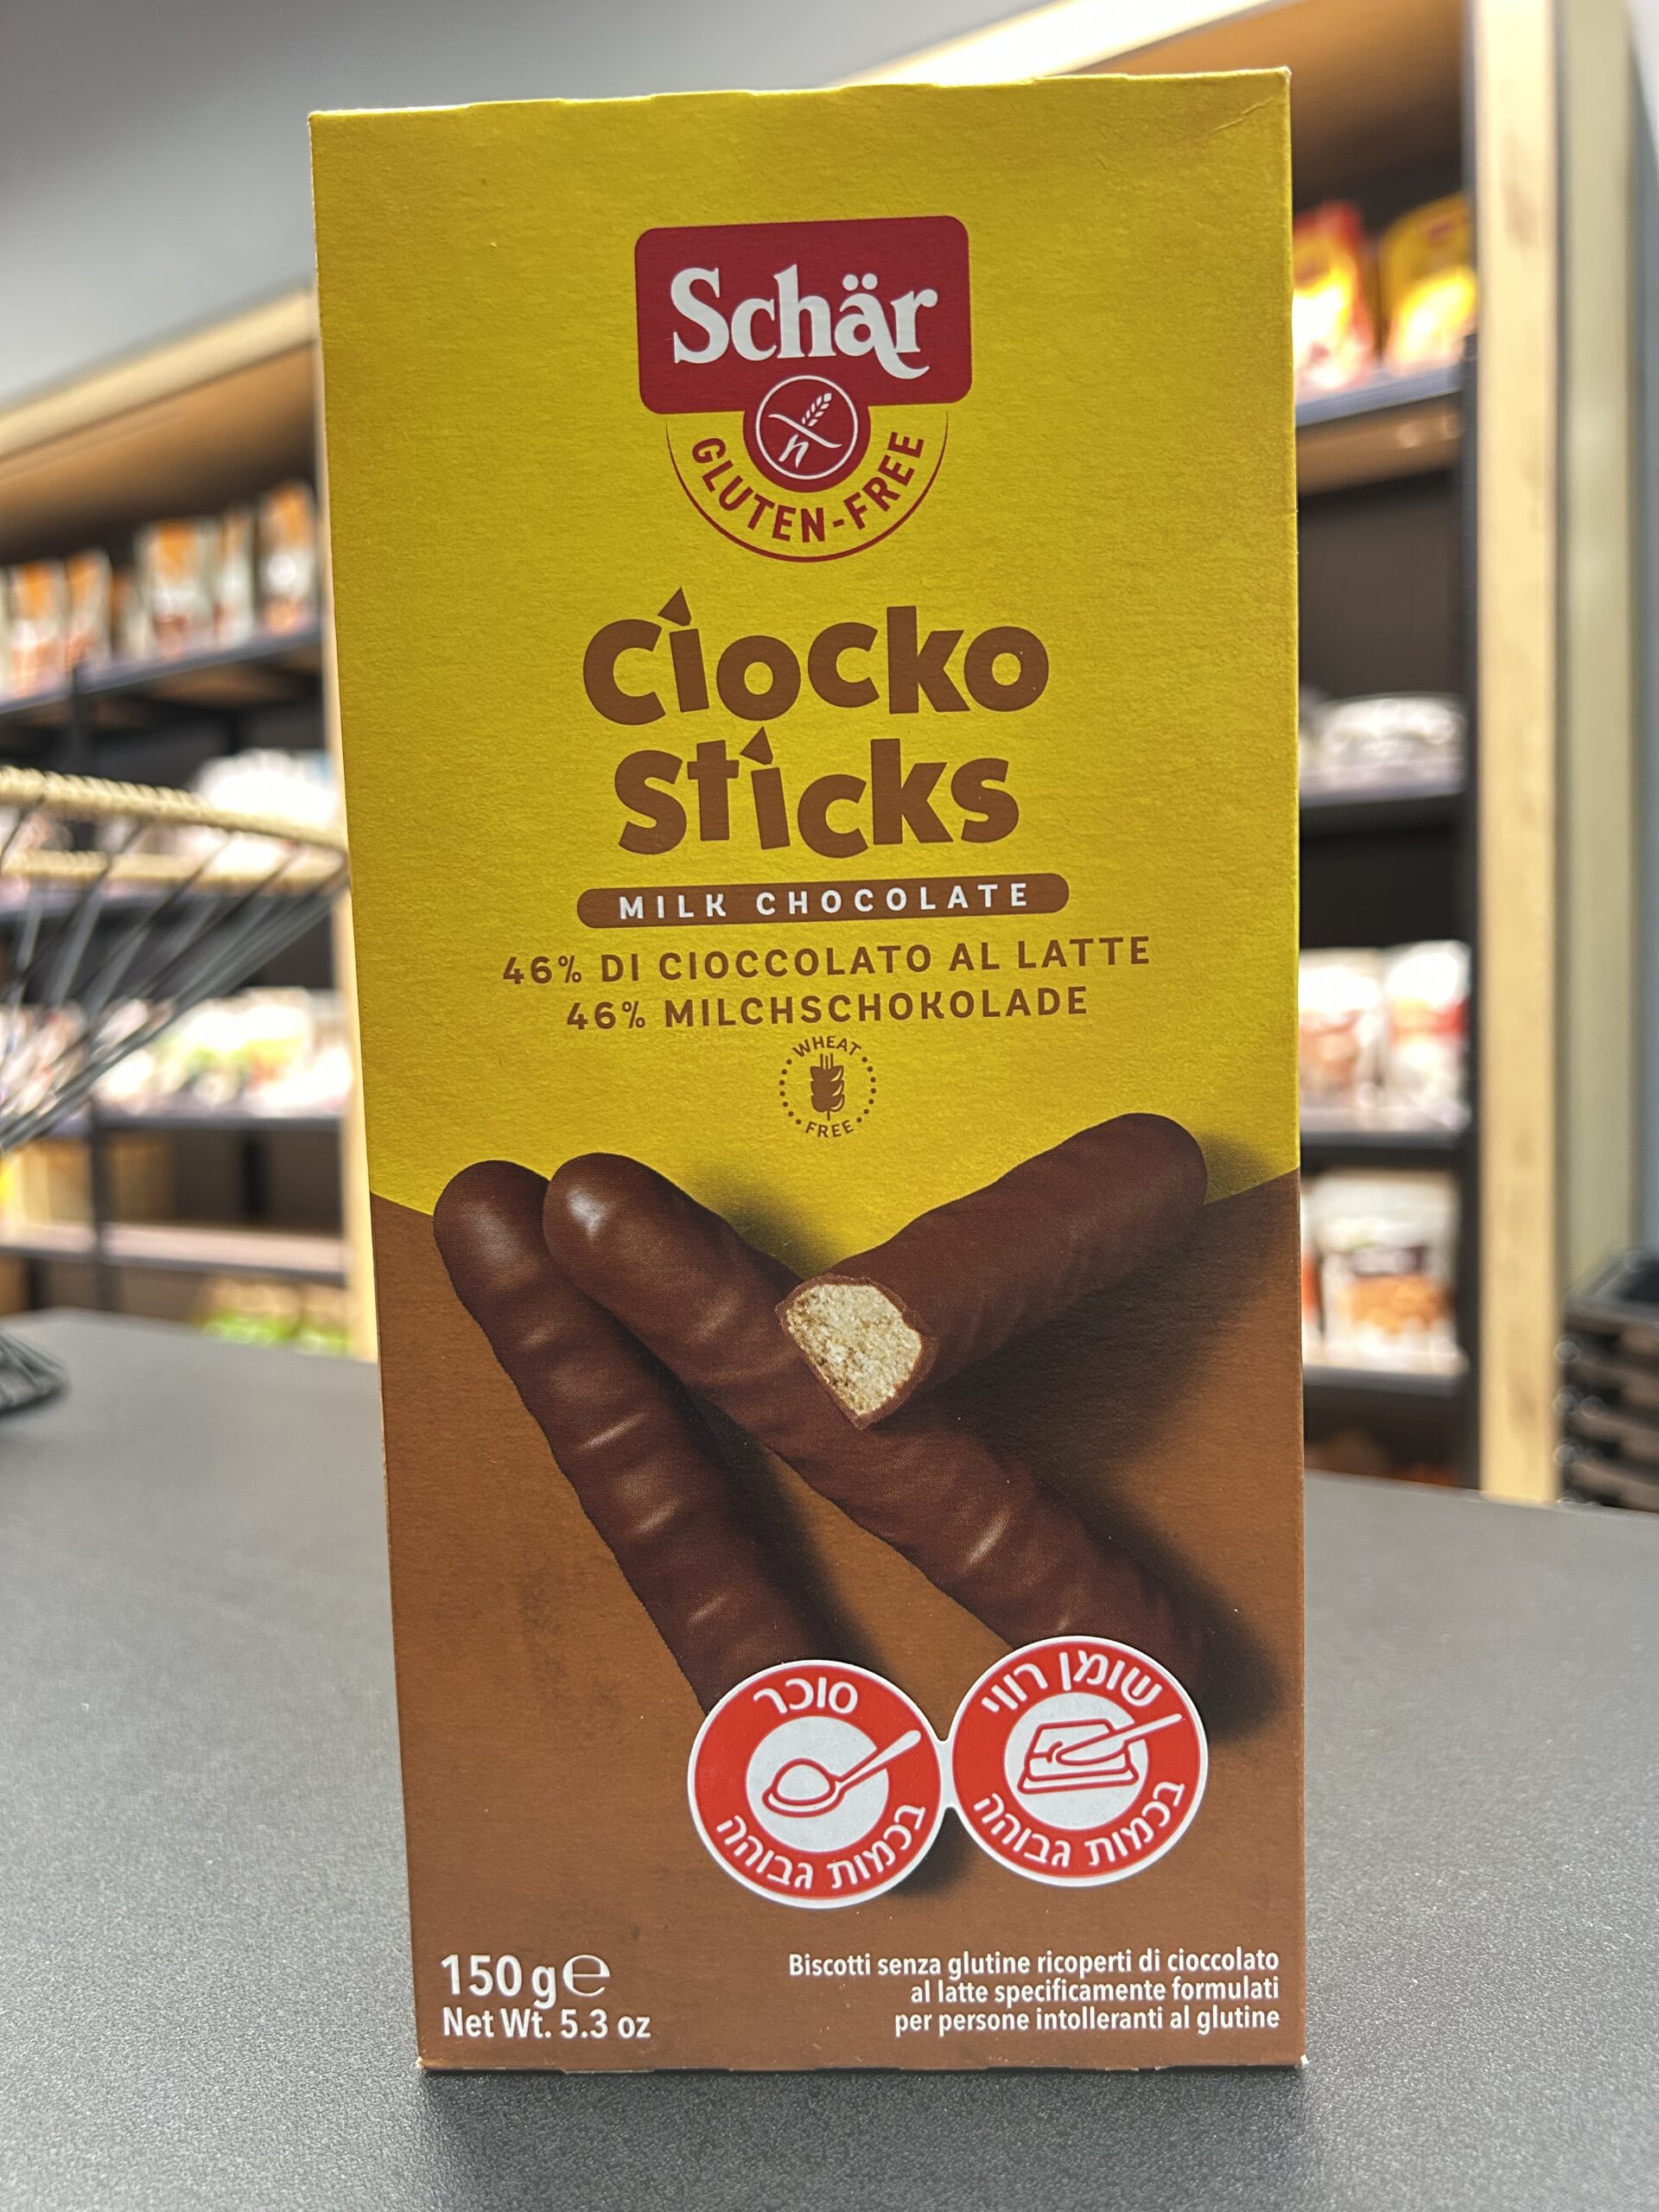 Schär
GLUTEN-FREE
Ciocko
Sticks
MILK CHOCOLATE
46% DI CIOCCOLATO AL LATTE
46% MILCHSCHOKOLADE
WHEAT
FREE
סוכר
בכמות גבוהה
שומן רווי
בכמות גבוהה
150 g ℮
Net Wt. 5.3 oz
Biscotti senza glutine ricoperti di cioccolato
al latte specificamente formulati
per persone intolleranti al glutine